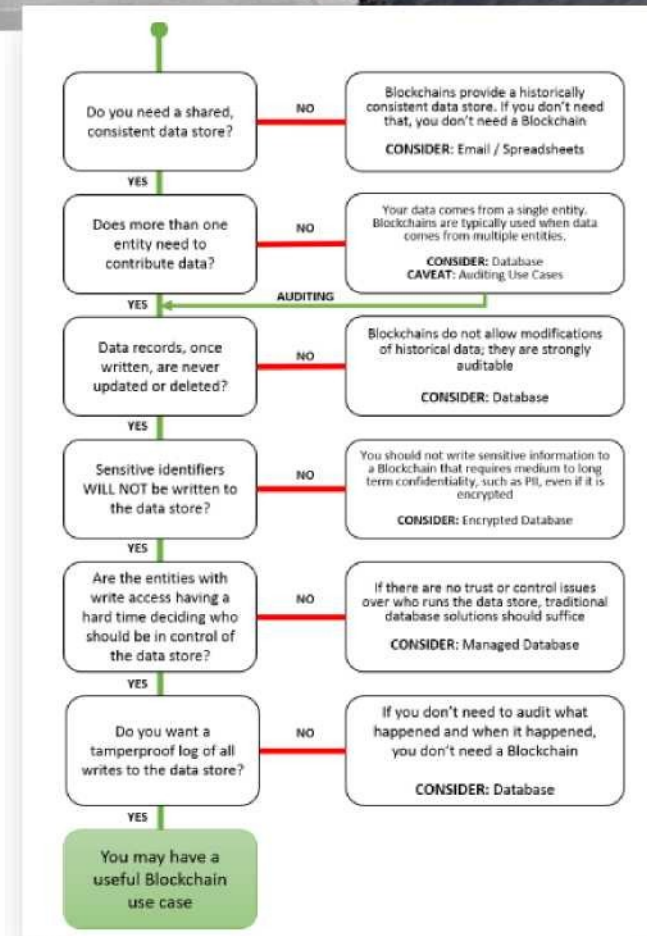 Do you need a shared,
consistent data store?
NO
Blockchains provide a historically
consistent data store. If you don't need
that, you don't need a Blockchain
CONSIDER: Email / Spreadsheets
YES
Does more than one
entity need to
contribute data?
NO
Your data comes from a single entity.
Blockchains are typically used when data
comes from multiple entities.
CONSIDER: Database
CAVEAT: Auditing Use Cases
AUDITING
YES
Data records, once
written, are never
updated or deleted?
NO
Blockchains do not allow modifications
of historical data; they are strongly
auditable
CONSIDER: Database
YES
Sensitive identifiers
WILL NOT be written to
the data store?
NO
You should not write sensitive information to
a Blockchain that requires medium to long
term confidentiality, such as PII, even if it is
encrypted
CONSIDER: Encrypted Database
YES
Are the entities with
write access having a
hard time deciding who
should be in control of
the data store?
NO
If there are no trust or control issues
over who runs the data store, traditional
database solutions should suffice
CONSIDER: Managed Database
YES
Do you want a
tamperproof log of all
writes to the data store?
NO
If you don't need to audit what
happened and when it happened,
you don't need a Blockchain
CONSIDER: Database
YES
You may have a
useful Blockchain
use case